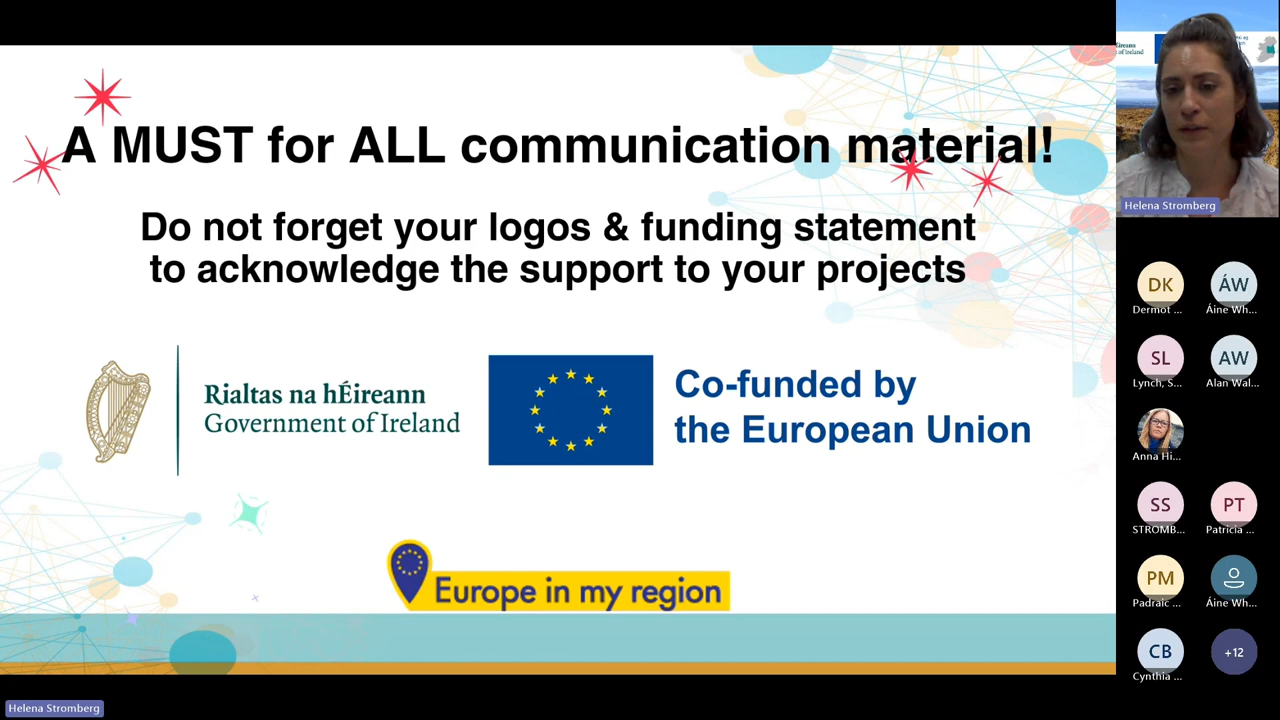 A MUST for ALL communication material!
Do not forget your logos & funding statement
to acknowledge the support to your projects
Rialtas na hÉireann
Government of Ireland
Co-funded by
the European Union
Europe in my region
Helena Stromberg
Helena Stromberg
DK
Dermot ...
ÁW
Áine Wh...
SL
Lynch, S...
AW
Alan Wal...
Anna Hi...
SS
STROMB...
PT
Patricia ...
PM
Padraic ...
Áine Wh...
CB
Cynthia ...
+12